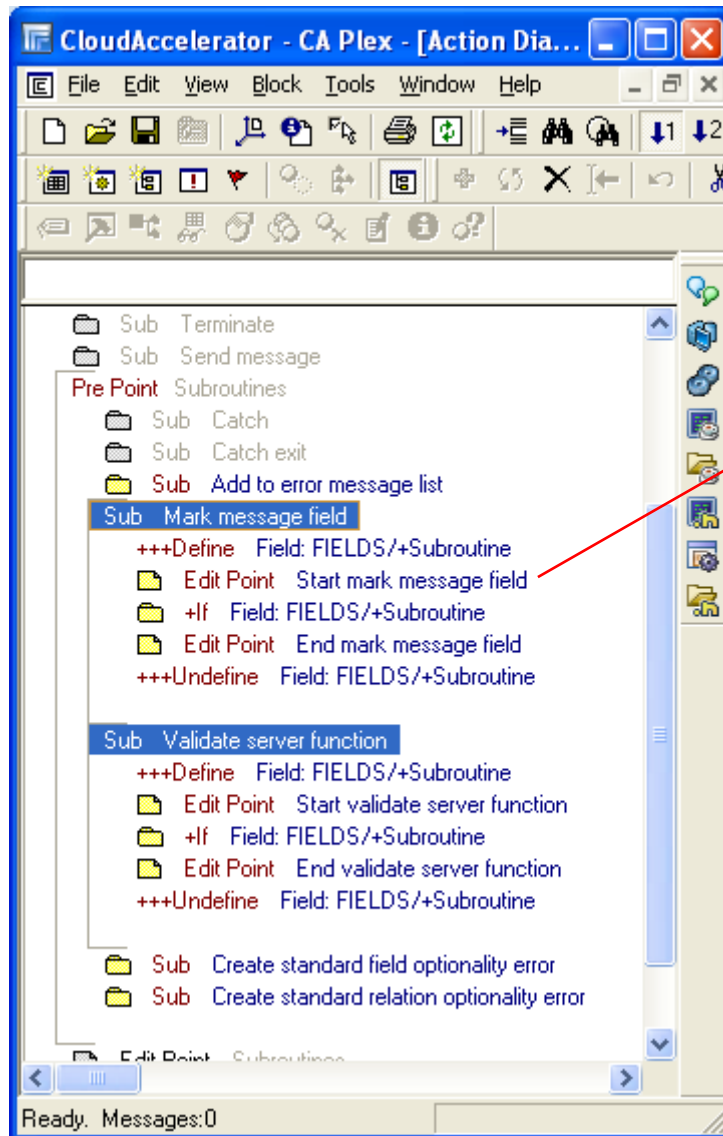 CloudAccelerator - CA Plex - [Action Dia...
File Edit View Block Tools Window Help
1 2
Sub Terminate
Sub Send message
Pre Point Subroutines
Sub Catch
Sub Catch exit
Sub Add to error message list
Sub Mark message field
+++Define Field: FIELDS/+Subroutine
Edit Point Start mark message field
+If Field: FIELDS/+Subroutine
Edit Point End mark message field
+++Undefine Field: FIELDS/+Subroutine
Sub Validate server function
+++Define Field: FIELDS/+Subroutine
Edit Point Start validate server function
+If Field: FIELDS/+Subroutine
Edit Point End validate server function
+++Undefine Field: FIELDS/+Subroutine
Sub Create standard field optionality error
Sub Create standard relation optionality error
Edit Point Subroutines
Ready. Messages:0